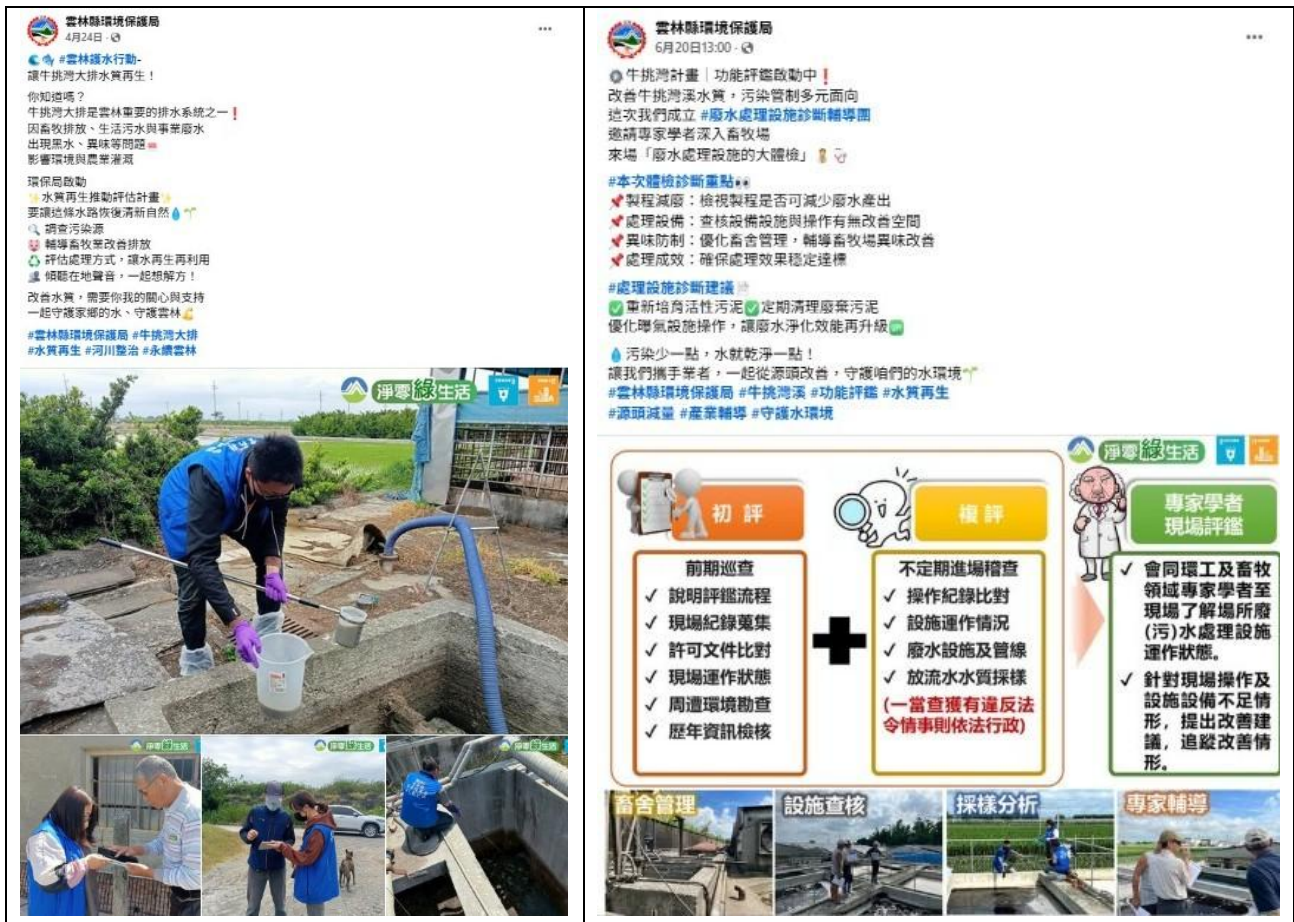 雲林縣環境保護局
4月24日
#雲林護水行動-
讓牛挑灣大排水質再生!
你知道嗎?
牛挑灣大排是雲林重要的排水系統之一❗
因畜牧排放、生活污水與事業廢水
出現黑水、異味等問題
影響環境與農業灌溉
環保局啟動
✨水質再生推動評估計畫✨
要讓這條水路恢復清新自然💧🌱
🔍 調查污染源
🐷 輔導畜牧業改善排放
♻ 評估處理方式,讓水再生再利用
傾聽在地聲音,一起想解方!
改善水質,需要你我的關心與支持
一起守護家鄉的水、守護雲林💪
#雲林縣環境保護局 #牛挑灣大排
#水質再生 #河川整治 #永續雲林
淨零綠生活
淨零綠生活
淨零綠生活
淨零綠生活
雲林縣環境保護局
6月20日13:00
牛挑灣計畫|功能評鑑啟動中❗
改善牛挑灣溪水質,污染管制多元面向
這次我們成立 #廢水處理設施診斷輔導團
邀請專家學者深入畜牧場
來場「廢水處理設施的大體檢」
#本次體檢診斷重點👀
📌製程減廢:檢視製程是否可減少廢水產出
📌處理設備:查核設備設施與操作有無改善空間
📌異味防制:優化畜舍管理,輔導畜牧場異味改善
📌處理成效:確保處理效果穩定達標
#處理設施診斷建議
✅重新培育活性污泥✅定期清理廢棄污泥
優化曝氣設施操作,讓廢水淨化效能再升級
💧污染少一點,水就乾淨一點!
讓我們攜手業者,一起從源頭改善,守護咱們的水環境🌱
#雲林縣環境保護局 #牛挑灣溪 #功能評鑑 #水質再生
#源頭減量 #產業輔導 #守護水環境
淨零綠生活
初評
前期巡查
✓ 說明評鑑流程
✓ 現場紀錄蒐集
✓ 許可文件比對
✓ 現場運作狀態
✓ 周遭環境勘查
✓ 歷年資訊檢核
複評
不定期進場稽查
✓ 操作紀錄比對
✓ 設施運作情況
✓ 廢水設施及管線
✓ 放流水水質採樣
(一當查獲有違反法
令情事則依法行政)
專家學者
現場評鑑
✓ 會同環工及畜牧
領域專家學者至
現場了解場所廢
(污)水處理設施
運作狀態。
✓ 針對現場操作及
設施設備不足情
形,提出改善建
議,追蹤改善情
形。
畜舍管理
設施查核
採樣分析
專家輔導